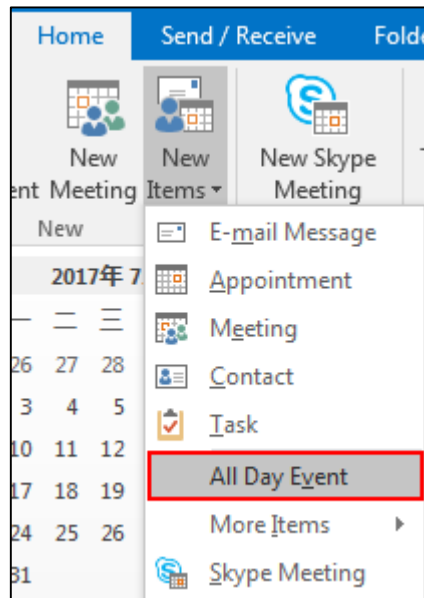 Home Send / Receive Folde
New Meeting
New Items
New Skype Meeting
ent
New
2017年 7
一 二 三
26 27 28
3 4 5
10 11 12
17 18 19
24 25 26
31
E-mail Message
Appointment
Meeting
Contact
Task
All Day Event
More Items
Skype Meeting